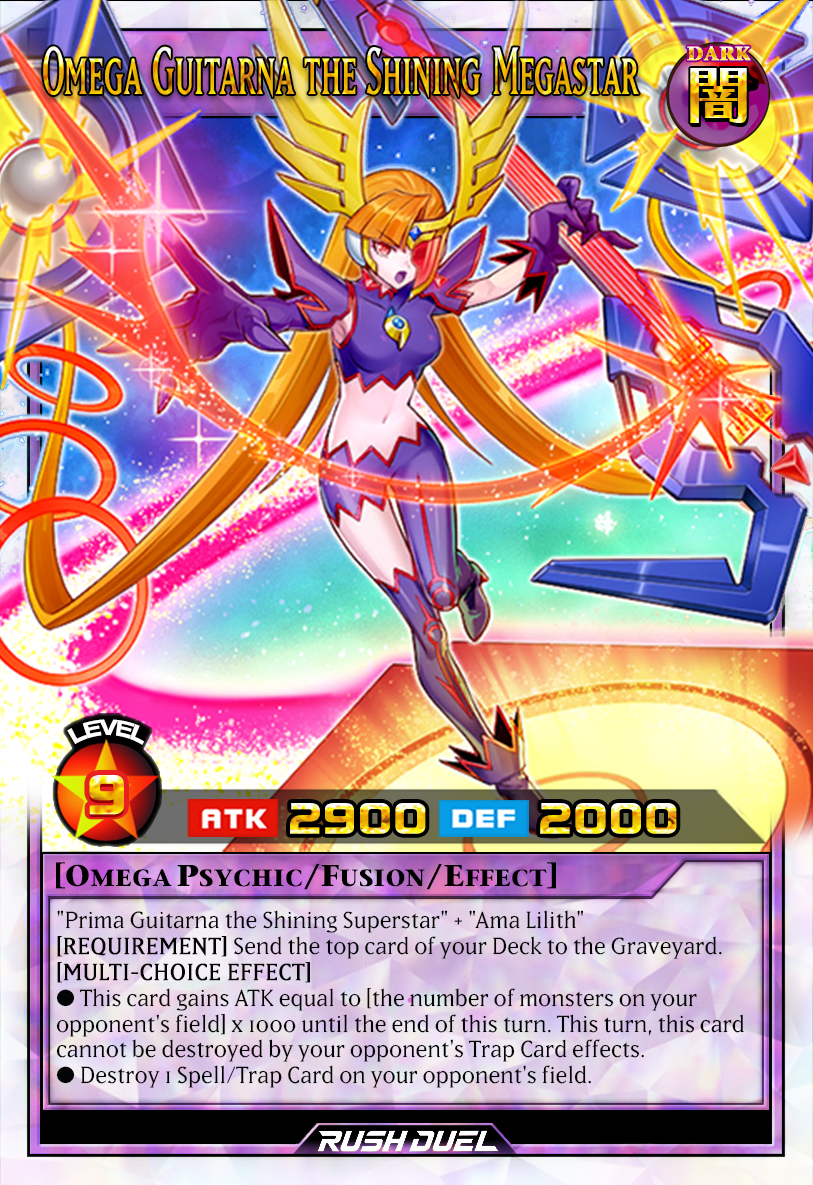 Omega Guitarna the Shining Megastar
DARK
闇
LEVEL
9
ATK 2900 DEF 2000
[Omega Psychic/Fusion/Effect]
"Prima Guitarna the Shining Superstar" + "Ama Lilith"
[REQUIREMENT] Send the top card of your Deck to the Graveyard.
[MULTI-CHOICE EFFECT]
● This card gains ATK equal to [the number of monsters on your
opponent's field] x 1000 until the end of this turn. This turn, this card
cannot be destroyed by your opponent's Trap Card effects.
● Destroy 1 Spell/Trap Card on your opponent's field.
RUSH DUEL